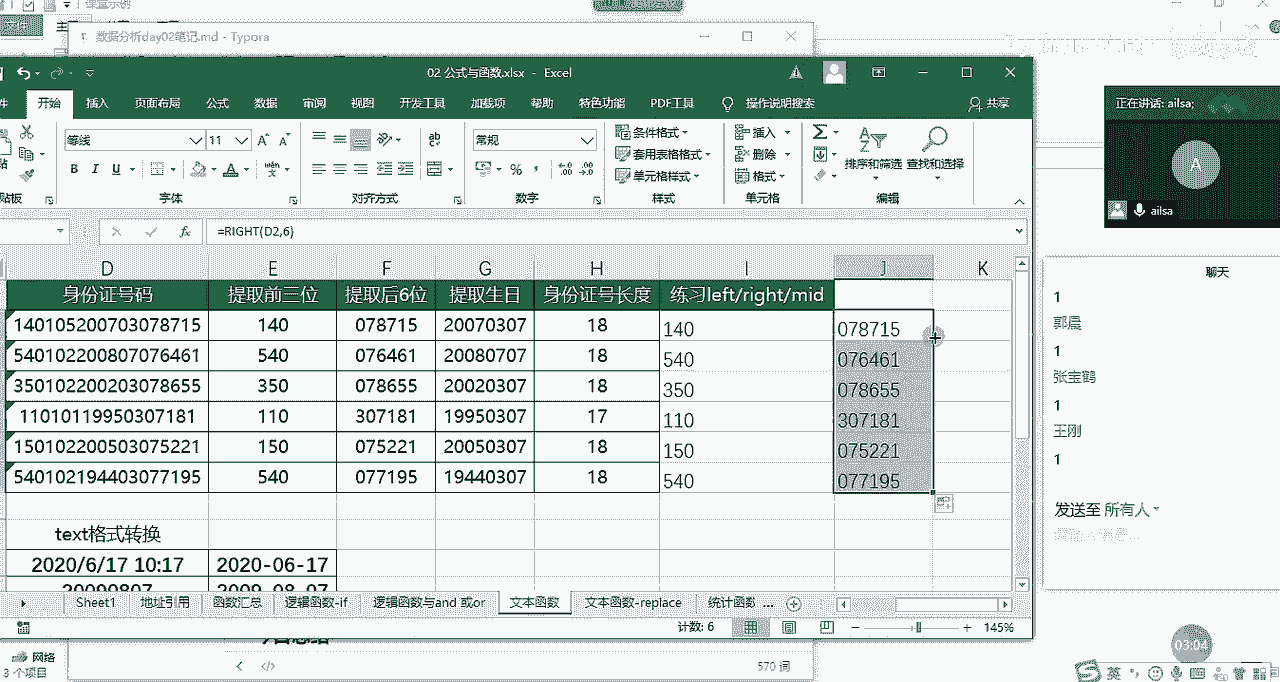 课堂示例
数据分析day02笔记.md - Typora
02 公式与函数.xlsx - Excel
件 开始 插入 页面布局 公式 数据 审阅 视图 开发工具 加载项 帮助 特色功能 PDF工具 操作说明搜索 共享
等线 11 常规 条件格式 插入
套用表格格式 删除
B I U 单元格样式 格式 排序和筛选 查找和选择
贴板 字体 对齐方式 数字 样式 单元格 编辑
=RIGHT(D2,6)
D E F G H I J K
身份证号码 提取前三位 提取后6位 提取生日 身份证号长度 练习left/right/mid
140105200703078715 140 078715 20070307 18 140 078715
540102200807076461 540 076461 20080707 18 540 076461
350102200203078655 350 078655 20020307 18 350 078655
11010119950307181 110 307181 19950307 17 110 307181
150102200503075221 150 075221 20050307 18 150 075221
540102194403077195 540 077195 19440307 18 540 077195
text格式转换
2020/6/17 10:17 2020-06-17
20090807 2009-08-07
Sheet1 地址引用 函数汇总 逻辑函数-if 逻辑函数与and 或or 文本函数 文本函数-replace 统计函数 ...
计数: 6 145%
570 词
网络
3 个项目
正在讲话: ailsa;
A
ailsa
聊天
1
郭晨
1
张宝鹤
1
王刚
1
发送至 所有人
03:04
英